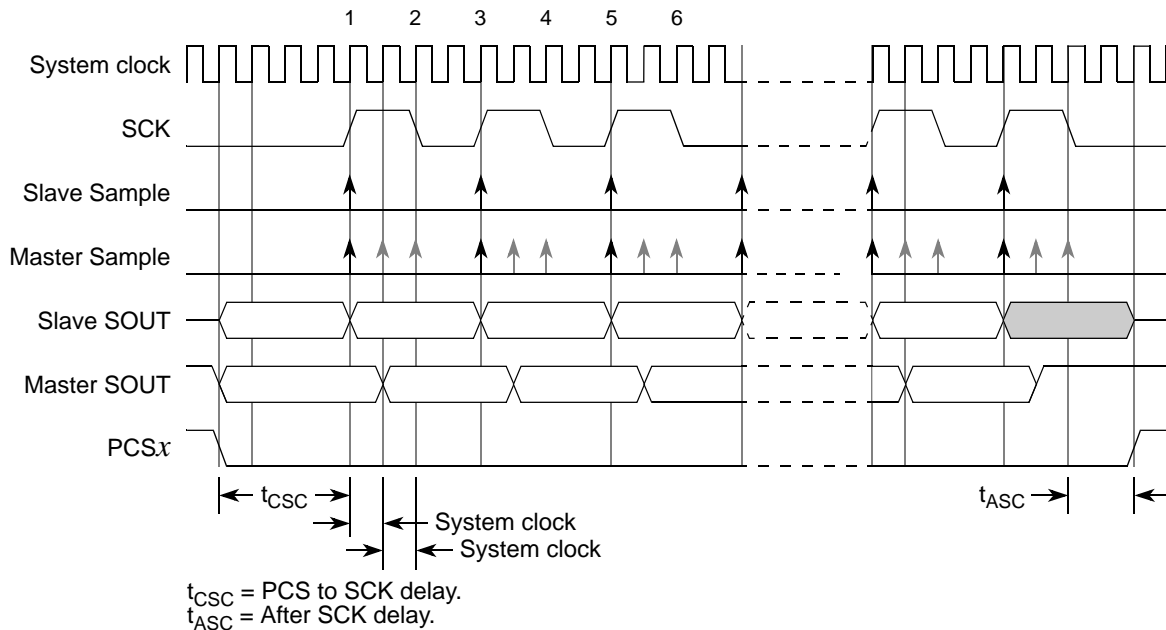 1 2 3 4 5 6
System clock
SCK
Slave Sample
Master Sample
Slave SOUT
Master SOUT
PCSx
tCSC
tASC
System clock
System clock
tCSC = PCS to SCK delay.
tASC = After SCK delay.